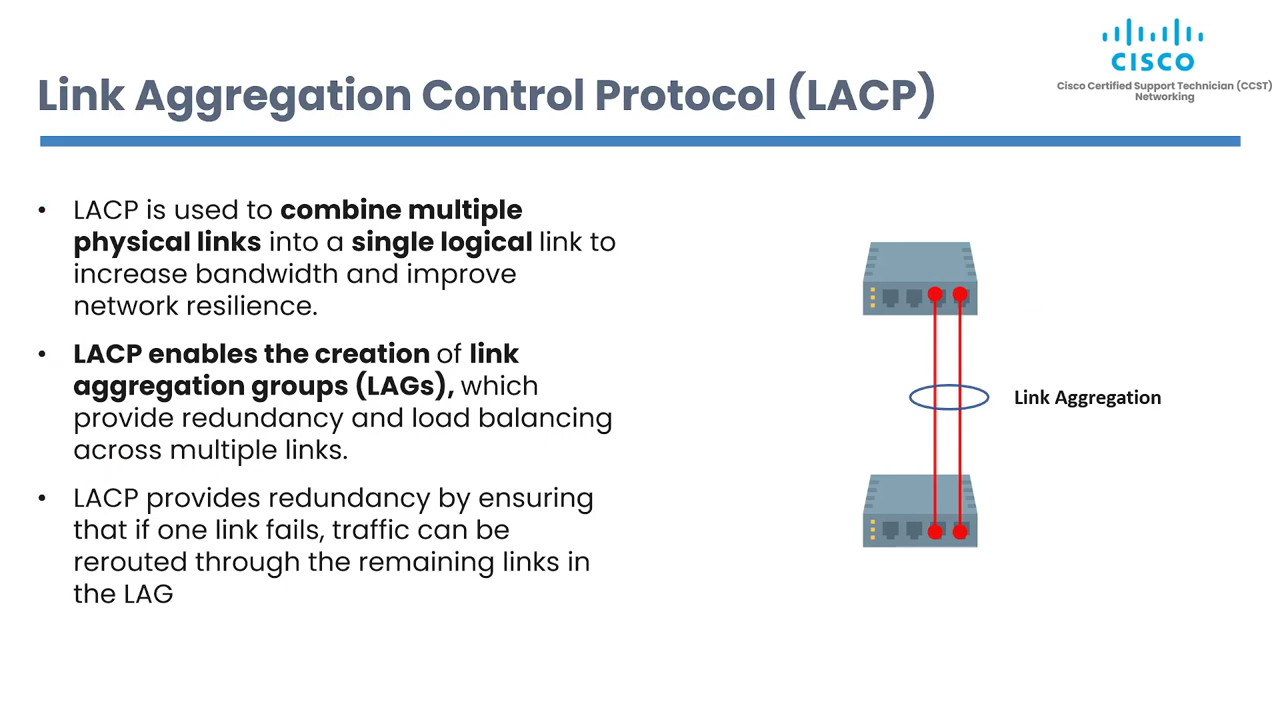 CISCO
Cisco Certified Support Technician (CCST)
Networking
Link Aggregation Control Protocol (LACP)
• LACP is used to combine multiple
physical links into a single logical link to
increase bandwidth and improve
network resilience.
• LACP enables the creation of link
aggregation groups (LAGs), which
provide redundancy and load balancing
across multiple links.
• LACP provides redundancy by ensuring
that if one link fails, traffic can be
rerouted through the remaining links in
the LAG
Link Aggregation